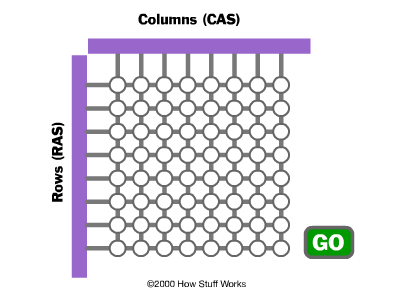 Columns (CAS)
Rows (RAS)
GO
©2000 How Stuff Works